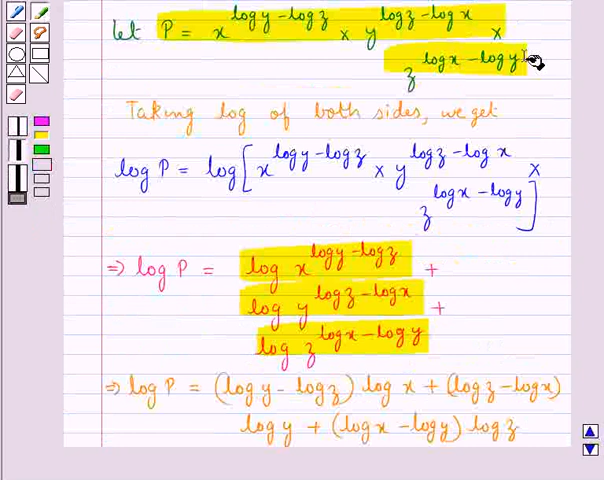 let P = x^(log y - log z) × y^(log z - log x) ×
z^(log x - log y)
Taking log of both sides, we get
log P = log [x^(log y - log z) × y^(log z - log x) ×
z^(log x - log y)]
⇒ log P = log x^(log y - log z) +
log y^(log z - log x) +
log z^(log x - log y)
⇒ log P = (log y - log z) log x + (log z - log x)
log y + (log x - log y) log z